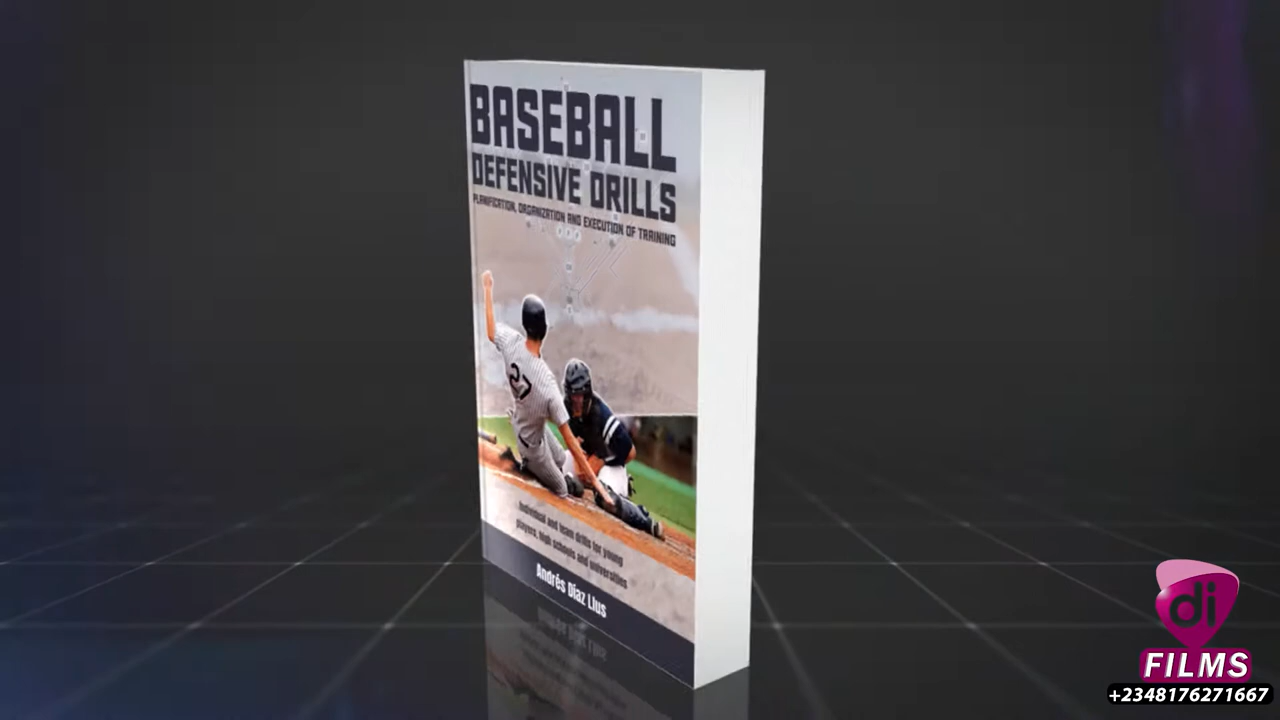 BASEBALL
DEFENSIVE DRILLS
PLANIFICATION, ORGANIZATION AND EXECUTION OF TRAINING
27
Individual and team drills for young
players, high schools and universities
Andrés Díaz Llus
di
FILMS
+2348176271667